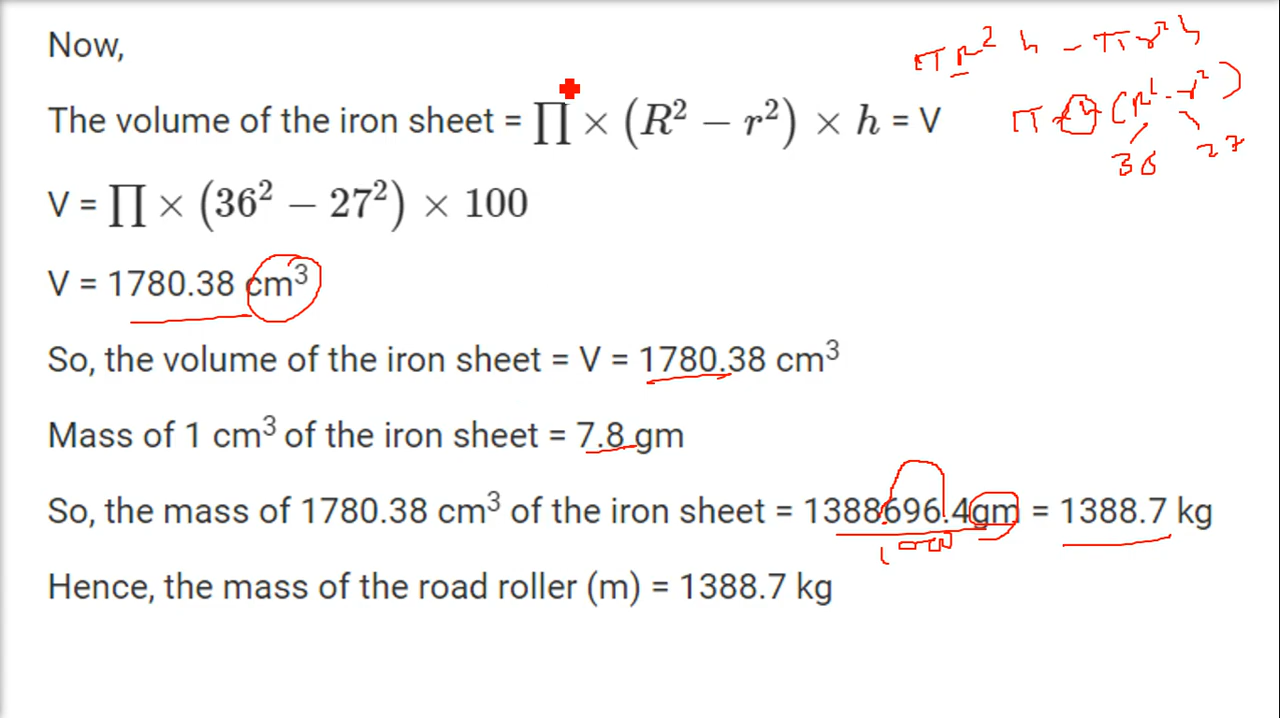 Now,
The volume of the iron sheet = ∏ × (R² − r²) × h = V
V = ∏ × (36² − 27²) × 100
V = 1780.38 cm³
So, the volume of the iron sheet = V = 1780.38 cm³
Mass of 1 cm³ of the iron sheet = 7.8 gm
So, the mass of 1780.38 cm³ of the iron sheet = 1388696.4gm = 1388.7 kg
1000
Hence, the mass of the road roller (m) = 1388.7 kg
πR² h − πr² h
π × h (R² − r²)
36 27